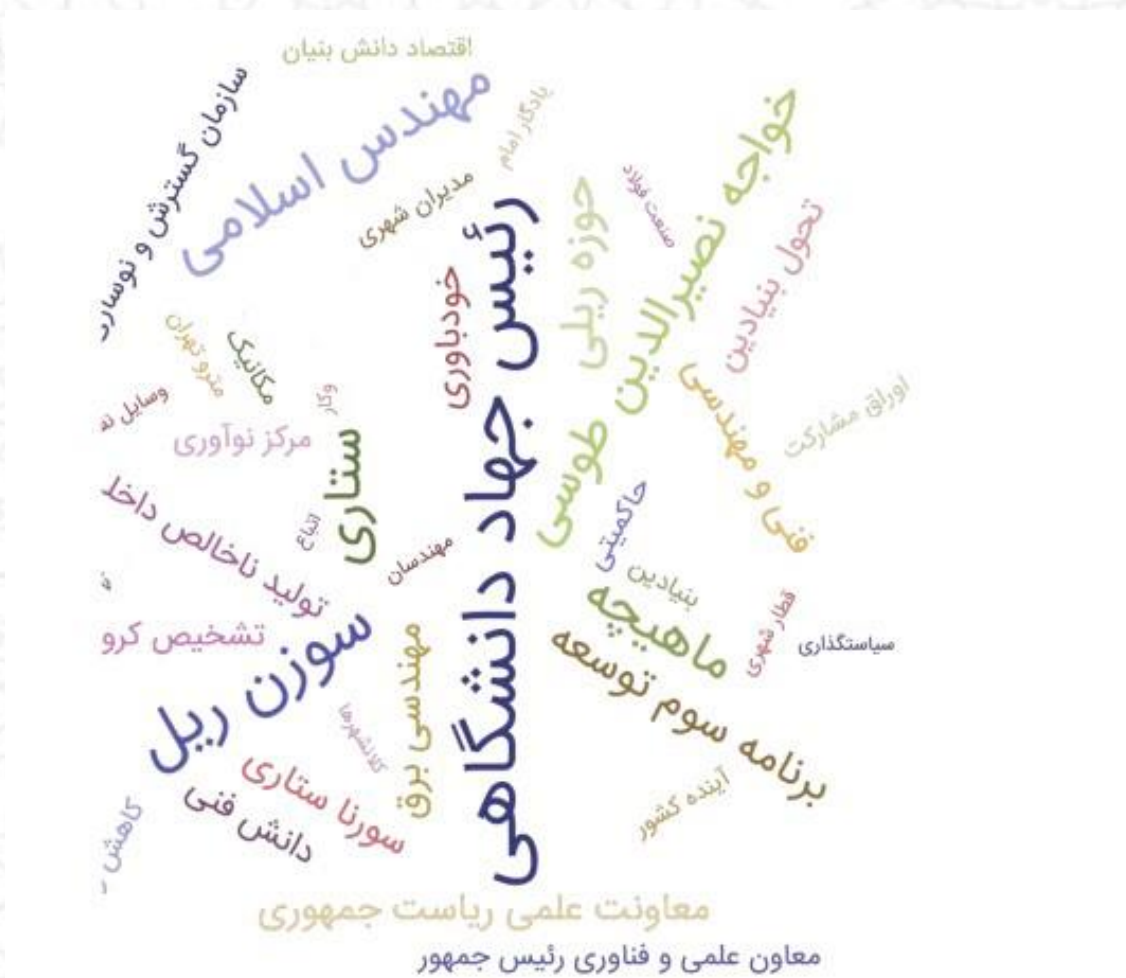 اقتصاد دانش بنیان
سازمان گسترش و نوسازی
مهندس اسلامی
یادگار امام
خواجه نصیرالدین طوسی
مدیران شهری
صنعت فولاد
حوزه ریلی
رئیس جهاد دانشگاهی
تحول بنیادین
خودباوری
مترو تهران
مکانیک
وسایل نقلیه
وکار
مرکز نوآوری
ستاری
فنی و مهندسی
اوراق مشارکت
تولید ناخالص داخلی
اتباع
حاکمیتی
مهندسان
بنیادین
ماهیچه
قطار شهری
سیاستگذاری
تشخیص کرو
سوزن ریل
مهندسی برق
برنامه سوم توسعه
کلانشهرها
سورنا ستاری
دانش فنی
آینده کشور
کاهش
معاونت علمی ریاست جمهوری
معاون علمی و فناوری رئیس جمهور